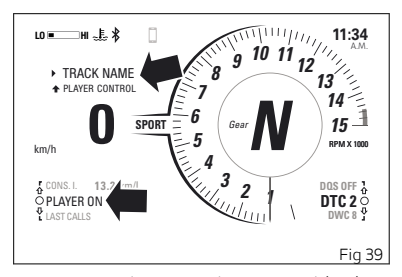 LO HI
11:34
A.M.
TRACK NAME
PLAYER CONTROL
0
km/h
SPORT
Gear N
1
2
3
4
5
6
7
8
9
10
11
12
13
14
15
RPM X 1000
CONS. I. 13.2
PLAYER ON
LAST CALLS
DQS OFF
DTC 2
DWC 8
Fig 39